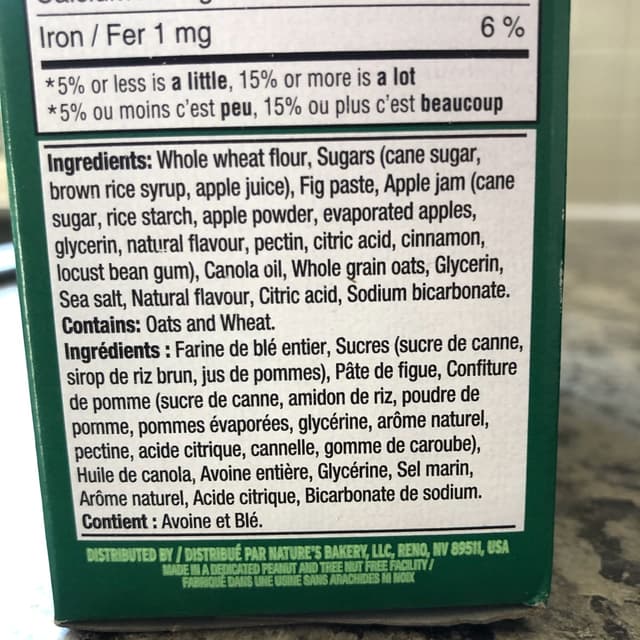 Iron / Fer 1 mg 6 %
*5% or less is a little, 15% or more is a lot
*5% ou moins c'est peu, 15% ou plus c'est beaucoup
Ingredients: Whole wheat flour, Sugars (cane sugar,
brown rice syrup, apple juice), Fig paste, Apple jam (cane
sugar, rice starch, apple powder, evaporated apples,
glycerin, natural flavour, pectin, citric acid, cinnamon,
locust bean gum), Canola oil, Whole grain oats, Glycerin,
Sea salt, Natural flavour, Citric acid, Sodium bicarbonate.
Contains: Oats and Wheat.
Ingrédients : Farine de blé entier, Sucres (sucre de canne,
sirop de riz brun, jus de pommes), Pâte de figue, Confiture
de pomme (sucre de canne, amidon de riz, poudre de
pomme, pommes évaporées, glycérine, arôme naturel,
pectine, acide citrique, cannelle, gomme de caroube),
Huile de canola, Avoine entière, Glycérine, Sel marin,
Arôme naturel, Acide citrique, Bicarbonate de sodium.
Contient : Avoine et Blé.
DISTRIBUTED BY / DISTRIBUÉ PAR NATURE'S BAKERY, LLC, RENO, NV 89511, USA
MADE IN A DEDICATED PEANUT AND TREE NUT FREE FACILITY /
FABRIQUÉ DANS UNE USINE SANS ARACHIDES NI NOIX